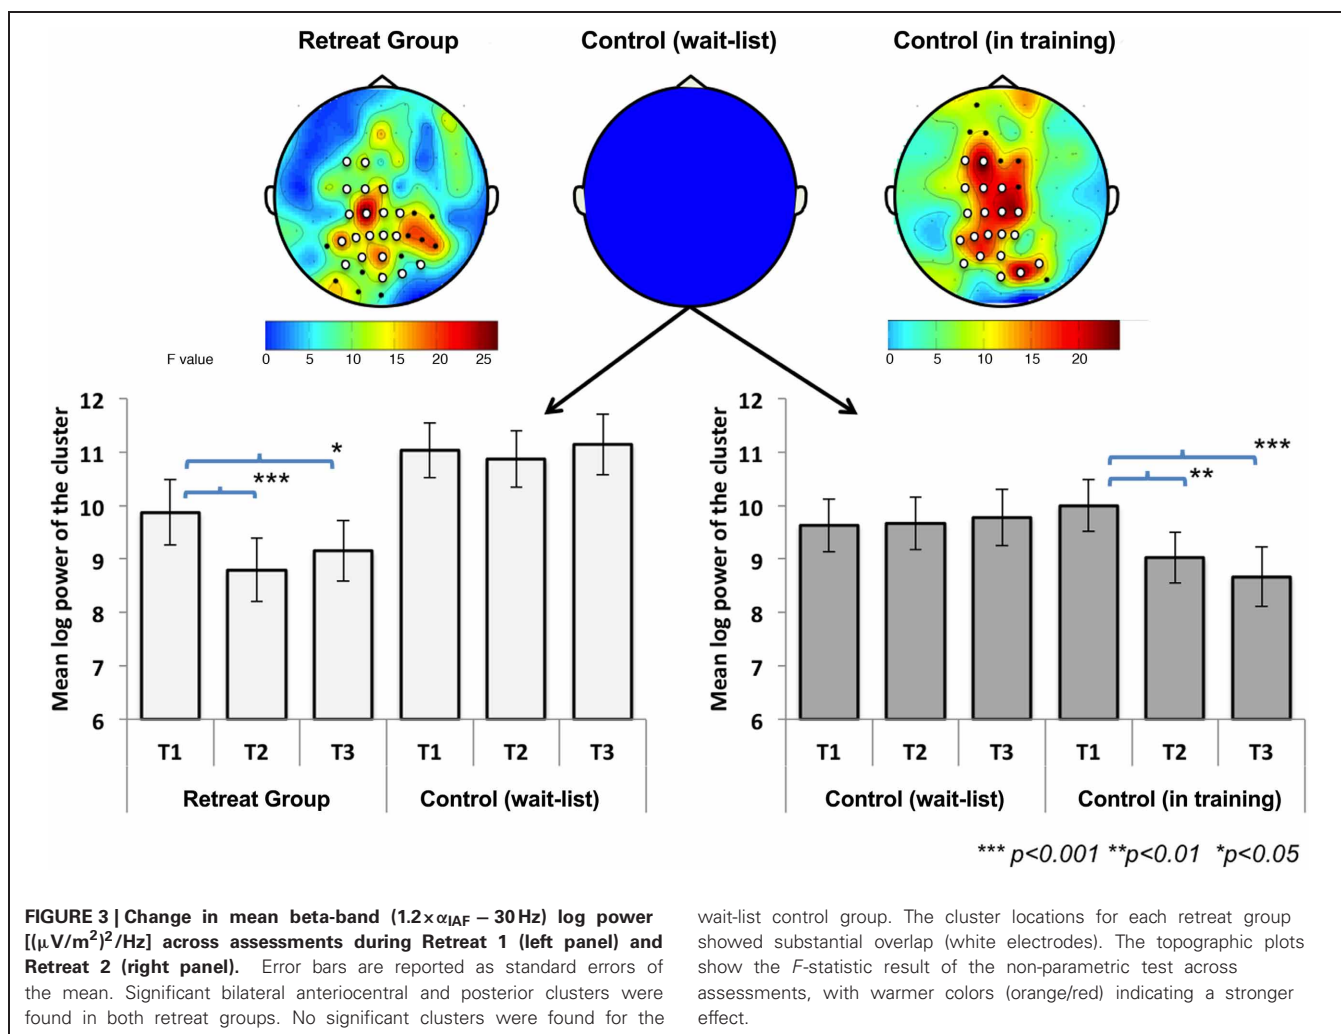 Retreat Group
Control (wait-list)
Control (in training)
F value
0 5 10 15 20 25
0 5 10 15 20
Mean log power of the cluster
12
11
10
9
8
7
6
*
***
T1 T2 T3 T1 T2 T3
Retreat Group
Control (wait-list)
Mean log power of the cluster
12
11
10
9
8
7
6
***
**
T1 T2 T3 T1 T2 T3
Control (wait-list)
Control (in training)
*** p<0.001 **p<0.01 *p<0.05
FIGURE 3 | Change in mean beta-band (1.2×αIAF − 30 Hz) log power
[(μV/m²)²/Hz] across assessments during Retreat 1 (left panel) and
Retreat 2 (right panel). Error bars are reported as standard errors of
the mean. Significant bilateral anteriocentral and posterior clusters were
found in both retreat groups. No significant clusters were found for the
wait-list control group. The cluster locations for each retreat group
showed substantial overlap (white electrodes). The topographic plots
show the F-statistic result of the non-parametric test across
assessments, with warmer colors (orange/red) indicating a stronger
effect.